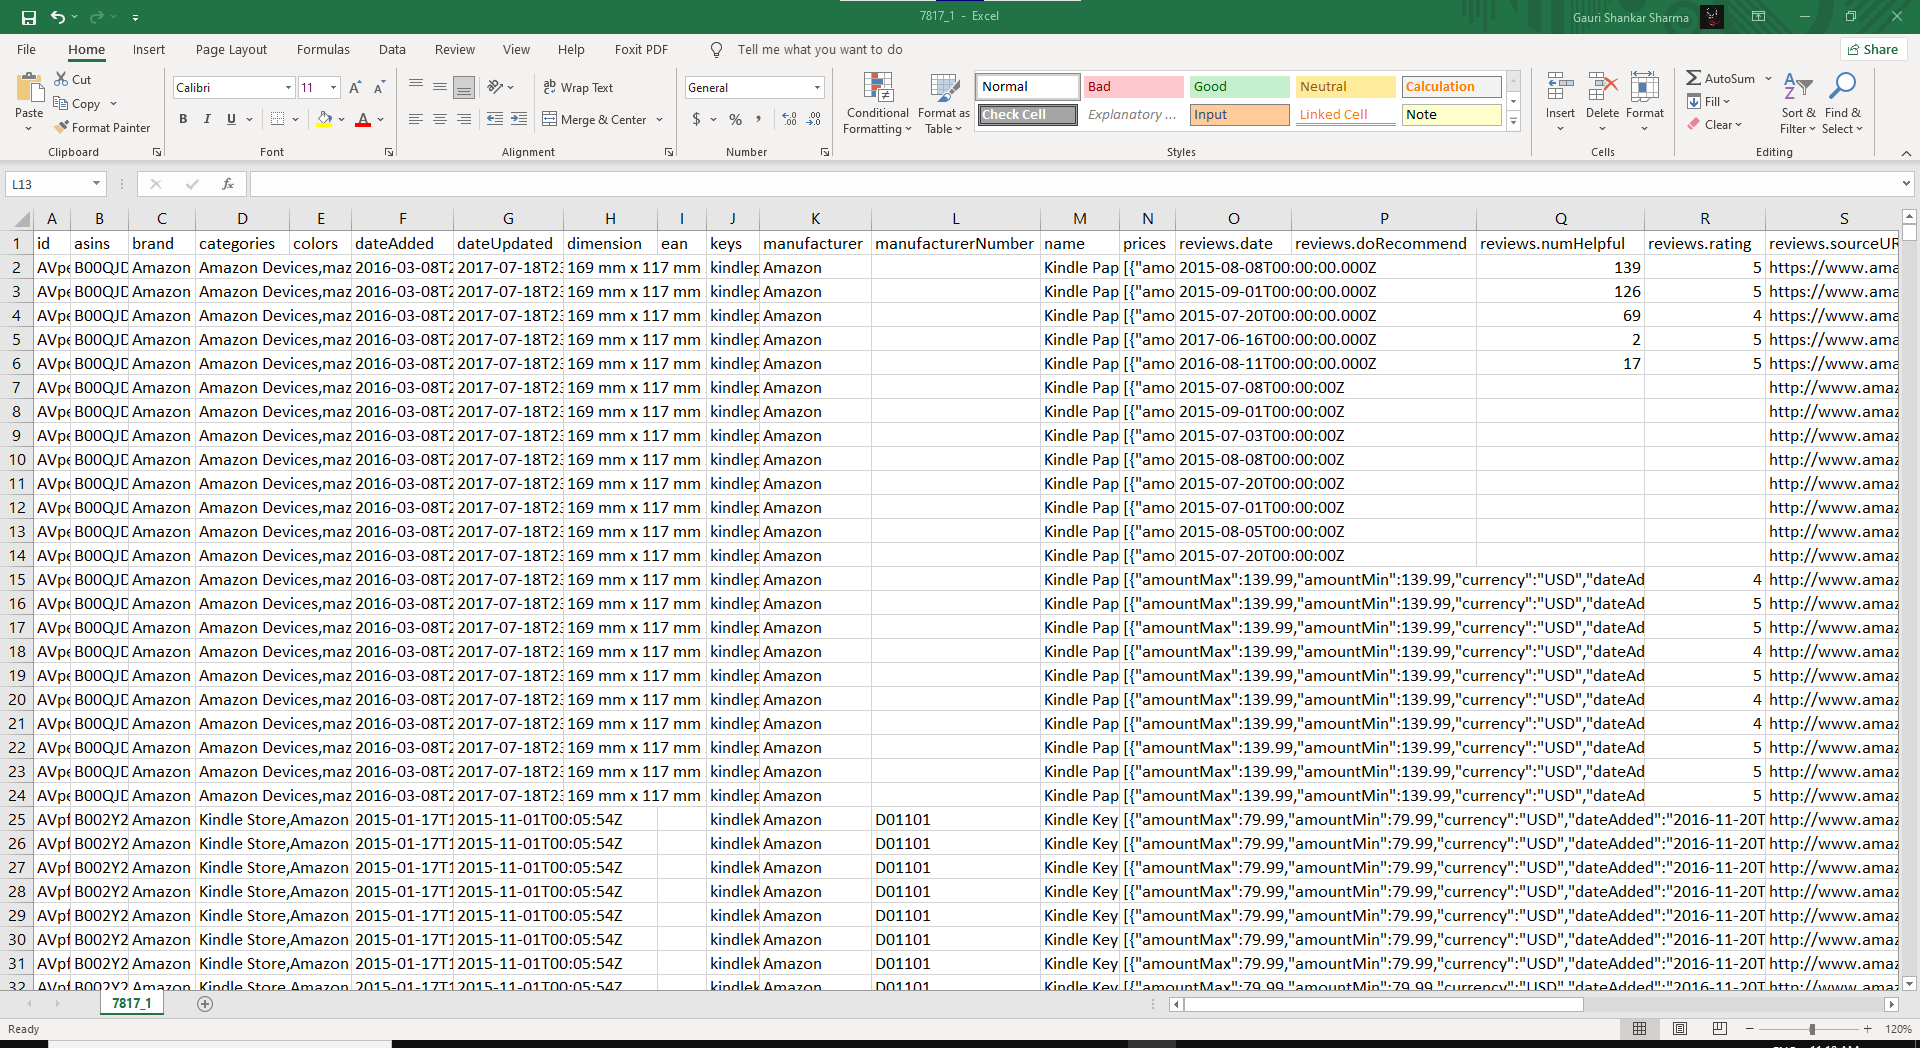 7817_1 - Excel
Gauri Shankar Sharma
File Home Insert Page Layout Formulas Data Review View Help Foxit PDF Tell me what you want to do Share
Paste
Cut
Copy
Format Painter
Clipboard
Calibri 11
B I U
Font
Wrap Text
Merge & Center
Alignment
General
$ % ,
Number
Conditional Formatting
Format as Table
Normal Bad Good Neutral Calculation
Check Cell Explanatory ... Input Linked Cell Note
Styles
Insert Delete Format
Cells
AutoSum
Fill
Clear
Sort & Filter
Find & Select
Editing
L13 fx
A B C D E F G H I J K L M N O P Q R S
1 id asins brand categories colors dateAdded dateUpdated dimension ean keys manufacturer manufacturerNumber name prices reviews.date reviews.doRecommend reviews.numHelpful reviews.rating reviews.sourceUR
2 AVpe B00QJD Amazon Amazon Devices,maz 2016-03-08T2 2017-07-18T23 169 mm x 117 mm kindlep Amazon Kindle Pap [{"amo 2015-08-08T00:00:00.000Z 139 5 https://www.ama
3 AVpe B00QJD Amazon Amazon Devices,maz 2016-03-08T2 2017-07-18T23 169 mm x 117 mm kindlep Amazon Kindle Pap [{"amo 2015-09-01T00:00:00.000Z 126 5 https://www.ama
4 AVpe B00QJD Amazon Amazon Devices,maz 2016-03-08T2 2017-07-18T23 169 mm x 117 mm kindlep Amazon Kindle Pap [{"amo 2015-07-20T00:00:00.000Z 69 4 https://www.ama
5 AVpe B00QJD Amazon Amazon Devices,maz 2016-03-08T2 2017-07-18T23 169 mm x 117 mm kindlep Amazon Kindle Pap [{"amo 2017-06-16T00:00:00.000Z 2 5 https://www.ama
6 AVpe B00QJD Amazon Amazon Devices,maz 2016-03-08T2 2017-07-18T23 169 mm x 117 mm kindlep Amazon Kindle Pap [{"amo 2016-08-11T00:00:00.000Z 17 5 https://www.ama
7 AVpe B00QJD Amazon Amazon Devices,maz 2016-03-08T2 2017-07-18T23 169 mm x 117 mm kindlep Amazon Kindle Pap [{"amo 2015-07-08T00:00:00Z http://www.amaz
8 AVpe B00QJD Amazon Amazon Devices,maz 2016-03-08T2 2017-07-18T23 169 mm x 117 mm kindlep Amazon Kindle Pap [{"amo 2015-09-01T00:00:00Z http://www.amaz
9 AVpe B00QJD Amazon Amazon Devices,maz 2016-03-08T2 2017-07-18T23 169 mm x 117 mm kindlep Amazon Kindle Pap [{"amo 2015-07-03T00:00:00Z http://www.amaz
10 AVpe B00QJD Amazon Amazon Devices,maz 2016-03-08T2 2017-07-18T23 169 mm x 117 mm kindlep Amazon Kindle Pap [{"amo 2015-08-08T00:00:00Z http://www.amaz
11 AVpe B00QJD Amazon Amazon Devices,maz 2016-03-08T2 2017-07-18T23 169 mm x 117 mm kindlep Amazon Kindle Pap [{"amo 2015-07-20T00:00:00Z http://www.amaz
12 AVpe B00QJD Amazon Amazon Devices,maz 2016-03-08T2 2017-07-18T23 169 mm x 117 mm kindlep Amazon Kindle Pap [{"amo 2015-07-01T00:00:00Z http://www.amaz
13 AVpe B00QJD Amazon Amazon Devices,maz 2016-03-08T2 2017-07-18T23 169 mm x 117 mm kindlep Amazon Kindle Pap [{"amo 2015-08-05T00:00:00Z http://www.amaz
14 AVpe B00QJD Amazon Amazon Devices,maz 2016-03-08T2 2017-07-18T23 169 mm x 117 mm kindlep Amazon Kindle Pap [{"amo 2015-07-20T00:00:00Z http://www.amaz
15 AVpe B00QJD Amazon Amazon Devices,maz 2016-03-08T2 2017-07-18T23 169 mm x 117 mm kindlep Amazon Kindle Pap [{"amountMax":139.99,"amountMin":139.99,"currency":"USD","dateAd 4 http://www.amaz
16 AVpe B00QJD Amazon Amazon Devices,maz 2016-03-08T2 2017-07-18T23 169 mm x 117 mm kindlep Amazon Kindle Pap [{"amountMax":139.99,"amountMin":139.99,"currency":"USD","dateAd 5 http://www.amaz
17 AVpe B00QJD Amazon Amazon Devices,maz 2016-03-08T2 2017-07-18T23 169 mm x 117 mm kindlep Amazon Kindle Pap [{"amountMax":139.99,"amountMin":139.99,"currency":"USD","dateAd 5 http://www.amaz
18 AVpe B00QJD Amazon Amazon Devices,maz 2016-03-08T2 2017-07-18T23 169 mm x 117 mm kindlep Amazon Kindle Pap [{"amountMax":139.99,"amountMin":139.99,"currency":"USD","dateAd 4 http://www.amaz
19 AVpe B00QJD Amazon Amazon Devices,maz 2016-03-08T2 2017-07-18T23 169 mm x 117 mm kindlep Amazon Kindle Pap [{"amountMax":139.99,"amountMin":139.99,"currency":"USD","dateAd 5 http://www.amaz
20 AVpe B00QJD Amazon Amazon Devices,maz 2016-03-08T2 2017-07-18T23 169 mm x 117 mm kindlep Amazon Kindle Pap [{"amountMax":139.99,"amountMin":139.99,"currency":"USD","dateAd 4 http://www.amaz
21 AVpe B00QJD Amazon Amazon Devices,maz 2016-03-08T2 2017-07-18T23 169 mm x 117 mm kindlep Amazon Kindle Pap [{"amountMax":139.99,"amountMin":139.99,"currency":"USD","dateAd 4 http://www.amaz
22 AVpe B00QJD Amazon Amazon Devices,maz 2016-03-08T2 2017-07-18T23 169 mm x 117 mm kindlep Amazon Kindle Pap [{"amountMax":139.99,"amountMin":139.99,"currency":"USD","dateAd 5 http://www.amaz
23 AVpe B00QJD Amazon Amazon Devices,maz 2016-03-08T2 2017-07-18T23 169 mm x 117 mm kindlep Amazon Kindle Pap [{"amountMax":139.99,"amountMin":139.99,"currency":"USD","dateAd 5 http://www.amaz
24 AVpe B00QJD Amazon Amazon Devices,maz 2016-03-08T2 2017-07-18T23 169 mm x 117 mm kindlep Amazon Kindle Pap [{"amountMax":139.99,"amountMin":139.99,"currency":"USD","dateAd 5 http://www.amaz
25 AVpf B002Y2 Amazon Kindle Store,Amazon 2015-01-17T1 2015-11-01T00:05:54Z kindlek Amazon D01101 Kindle Key [{"amountMax":79.99,"amountMin":79.99,"currency":"USD","dateAdded":"2016-11-20T http://www.amaz
26 AVpf B002Y2 Amazon Kindle Store,Amazon 2015-01-17T1 2015-11-01T00:05:54Z kindlek Amazon D01101 Kindle Key [{"amountMax":79.99,"amountMin":79.99,"currency":"USD","dateAdded":"2016-11-20T http://www.amaz
27 AVpf B002Y2 Amazon Kindle Store,Amazon 2015-01-17T1 2015-11-01T00:05:54Z kindlek Amazon D01101 Kindle Key [{"amountMax":79.99,"amountMin":79.99,"currency":"USD","dateAdded":"2016-11-20T http://www.amaz
28 AVpf B002Y2 Amazon Kindle Store,Amazon 2015-01-17T1 2015-11-01T00:05:54Z kindlek Amazon D01101 Kindle Key [{"amountMax":79.99,"amountMin":79.99,"currency":"USD","dateAdded":"2016-11-20T http://www.amaz
29 AVpf B002Y2 Amazon Kindle Store,Amazon 2015-01-17T1 2015-11-01T00:05:54Z kindlek Amazon D01101 Kindle Key [{"amountMax":79.99,"amountMin":79.99,"currency":"USD","dateAdded":"2016-11-20T http://www.amaz
30 AVpf B002Y2 Amazon Kindle Store,Amazon 2015-01-17T1 2015-11-01T00:05:54Z kindlek Amazon D01101 Kindle Key [{"amountMax":79.99,"amountMin":79.99,"currency":"USD","dateAdded":"2016-11-20T http://www.amaz
31 AVpf B002Y2 Amazon Kindle Store,Amazon 2015-01-17T1 2015-11-01T00:05:54Z kindlek Amazon D01101 Kindle Key [{"amountMax":79.99,"amountMin":79.99,"currency":"USD","dateAdded":"2016-11-20T http://www.amaz
7817_1
Ready 120%